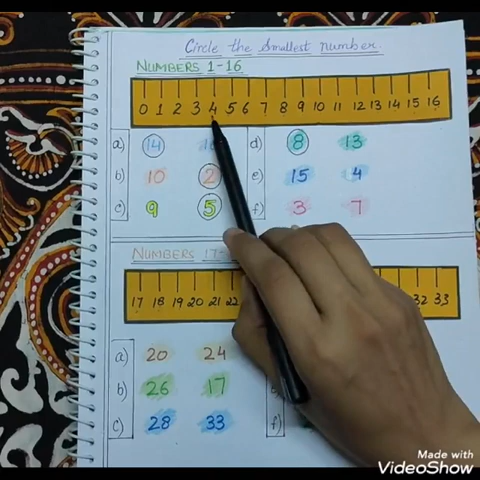 Circle the smallest number.
NUMBERS 1-16
0 1 2 3 4 5 6 7 8 9 10 11 12 13 14 15 16
a) 14 d) 8 13
b) 10 2 e) 15 4
c) 9 5 f) 3 7
NUMBERS 17-
17 18 19 20 21 22 32 33
a) 20 24
b) 26 17
c) 28 33 f)
Made with
VideoShow